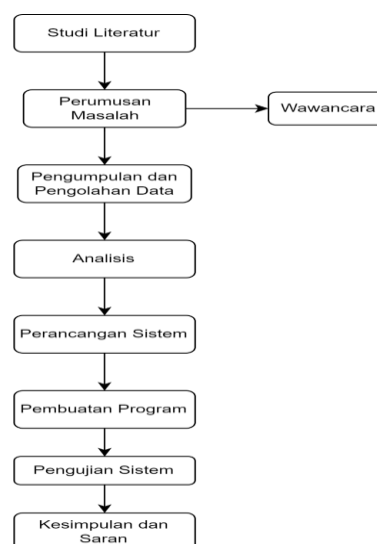 Studi Literatur
Perumusan
Masalah
Wawancara
Pengumpulan dan
Pengolahan Data
Analisis
Perancangan Sistem
Pembuatan Program
Pengujian Sistem
Kesimpulan dan
Saran